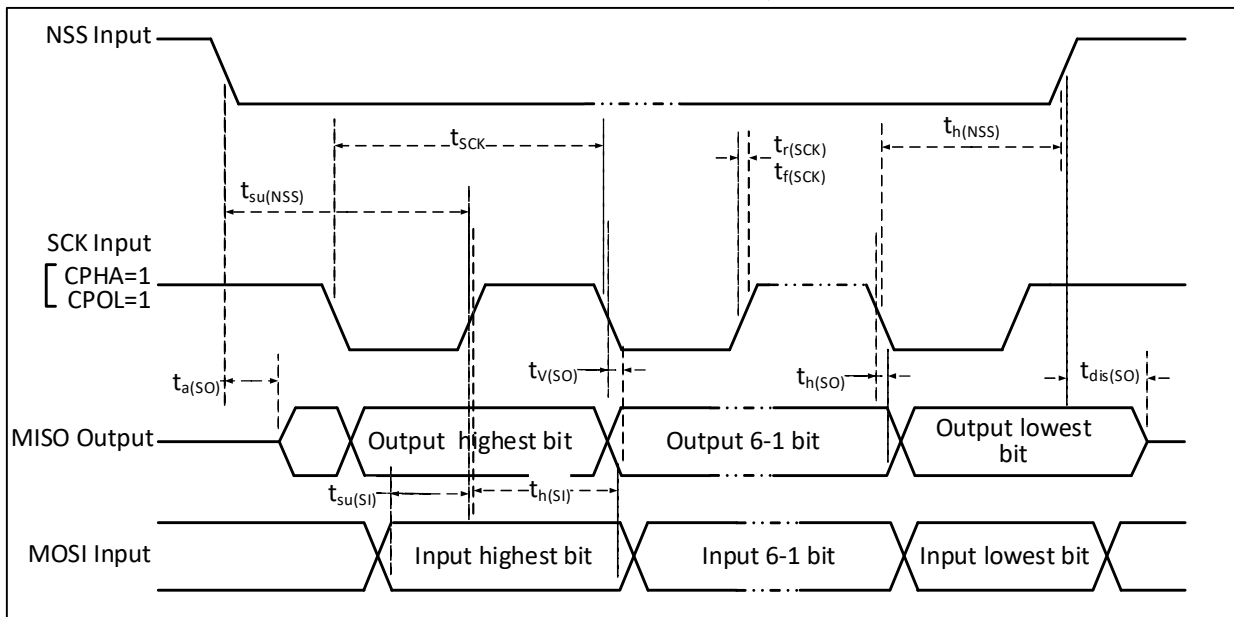 NSS Input
tSCK
tr(SCK)
tf(SCK)
th(NSS)
tsu(NSS)
SCK Input
CPHA=1
CPOL=1
ta(SO)
tV(SO)
th(SO)
tdis(SO)
MISO Output
Output highest bit
Output 6-1 bit
Output lowest
bit
tsu(SI)
th(SI)
MOSI Input
Input highest bit
Input 6-1 bit
Input lowest bit